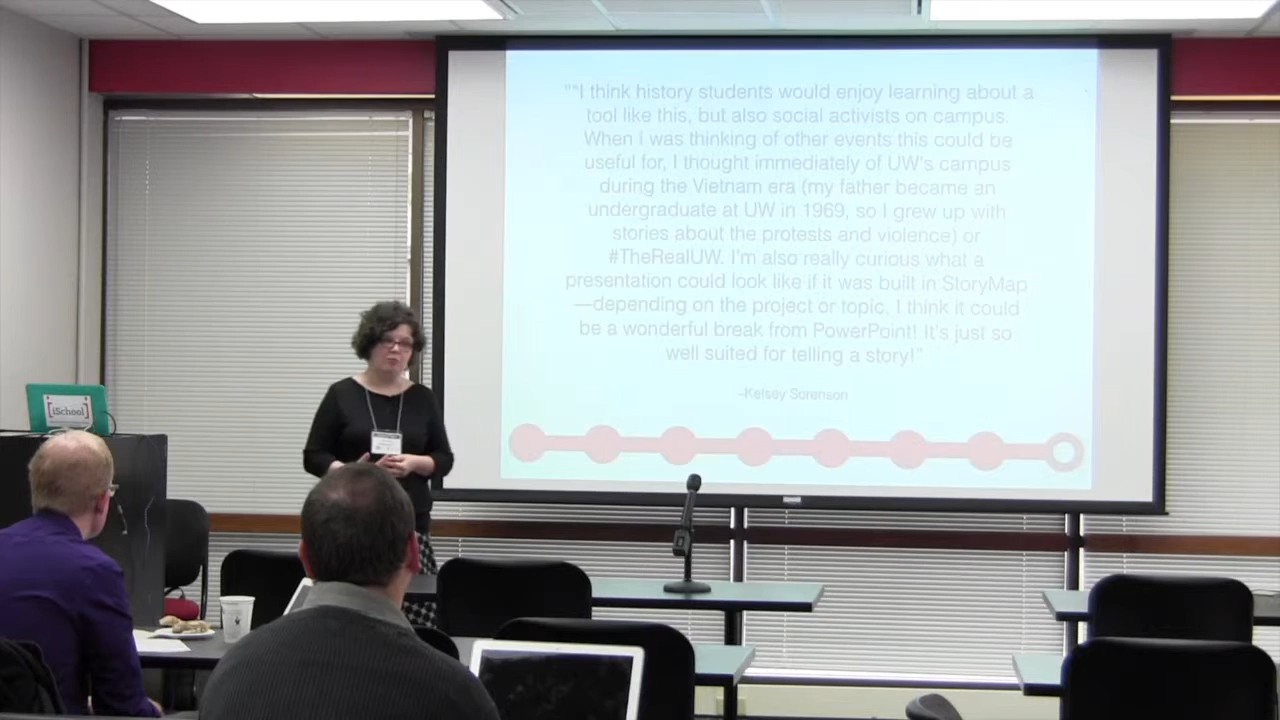 ""I think history students would enjoy learning about a
tool like this, but also social activists on campus.
When I was thinking of other events this could be
useful for, I thought immediately of UW's campus
during the Vietnam era (my father became an
undergraduate at UW in 1969, so I grew up with
stories about the protests and violence) or
#TheRealUW. I'm also really curious what a
presentation could look like if it was built in StoryMap
—depending on the project or topic, I think it could
be a wonderful break from PowerPoint! It's just so
well suited for telling a story!"
–Kelsey Sorenson
[iSchool]